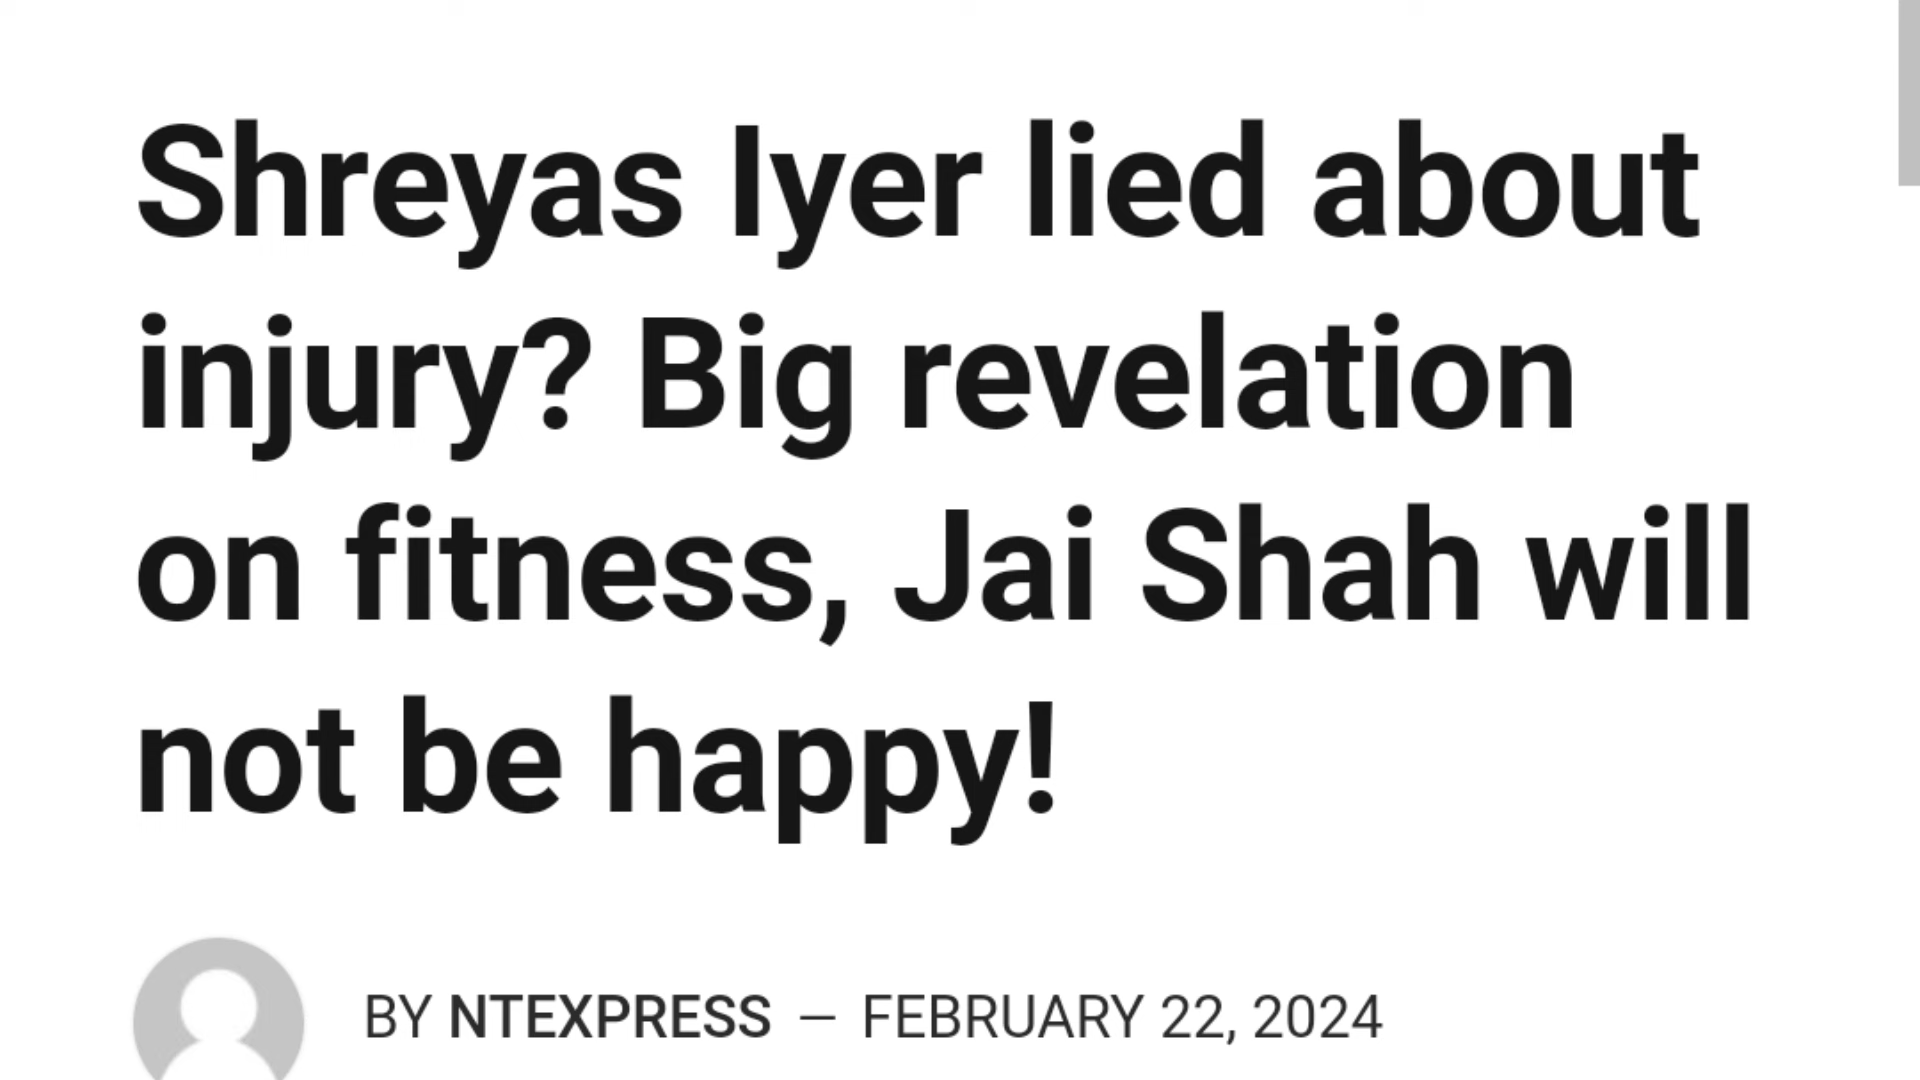 Shreyas Iyer lied about
injury? Big revelation
on fitness, Jai Shah will
not be happy!
BY NTEXPRESS — FEBRUARY 22, 2024